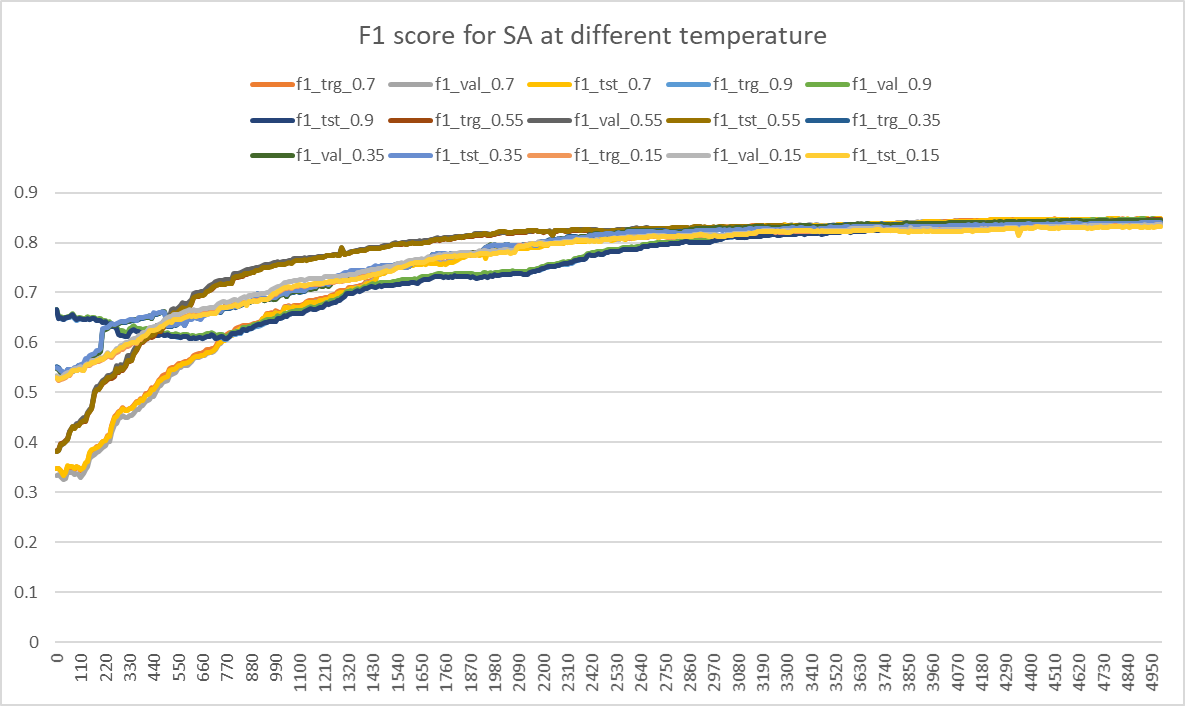 F1 score for SA at different temperature
f1_trg_0.7 f1_val_0.7 f1_tst_0.7 f1_trg_0.9 f1_val_0.9
f1_tst_0.9 f1_trg_0.55 f1_val_0.55 f1_tst_0.55 f1_trg_0.35
f1_val_0.35 f1_tst_0.35 f1_trg_0.15 f1_val_0.15 f1_tst_0.15
0.9
0.8
0.7
0.6
0.5
0.4
0.3
0.2
0.1
0
0 110 220 330 440 550 660 770 880 990 1100 1210 1320 1430 1540 1650 1760 1870 1980 2090 2200 2310 2420 2530 2640 2750 2860 2970 3080 3190 3300 3410 3520 3630 3740 3850 3960 4070 4180 4290 4400 4510 4620 4730 4840 4950